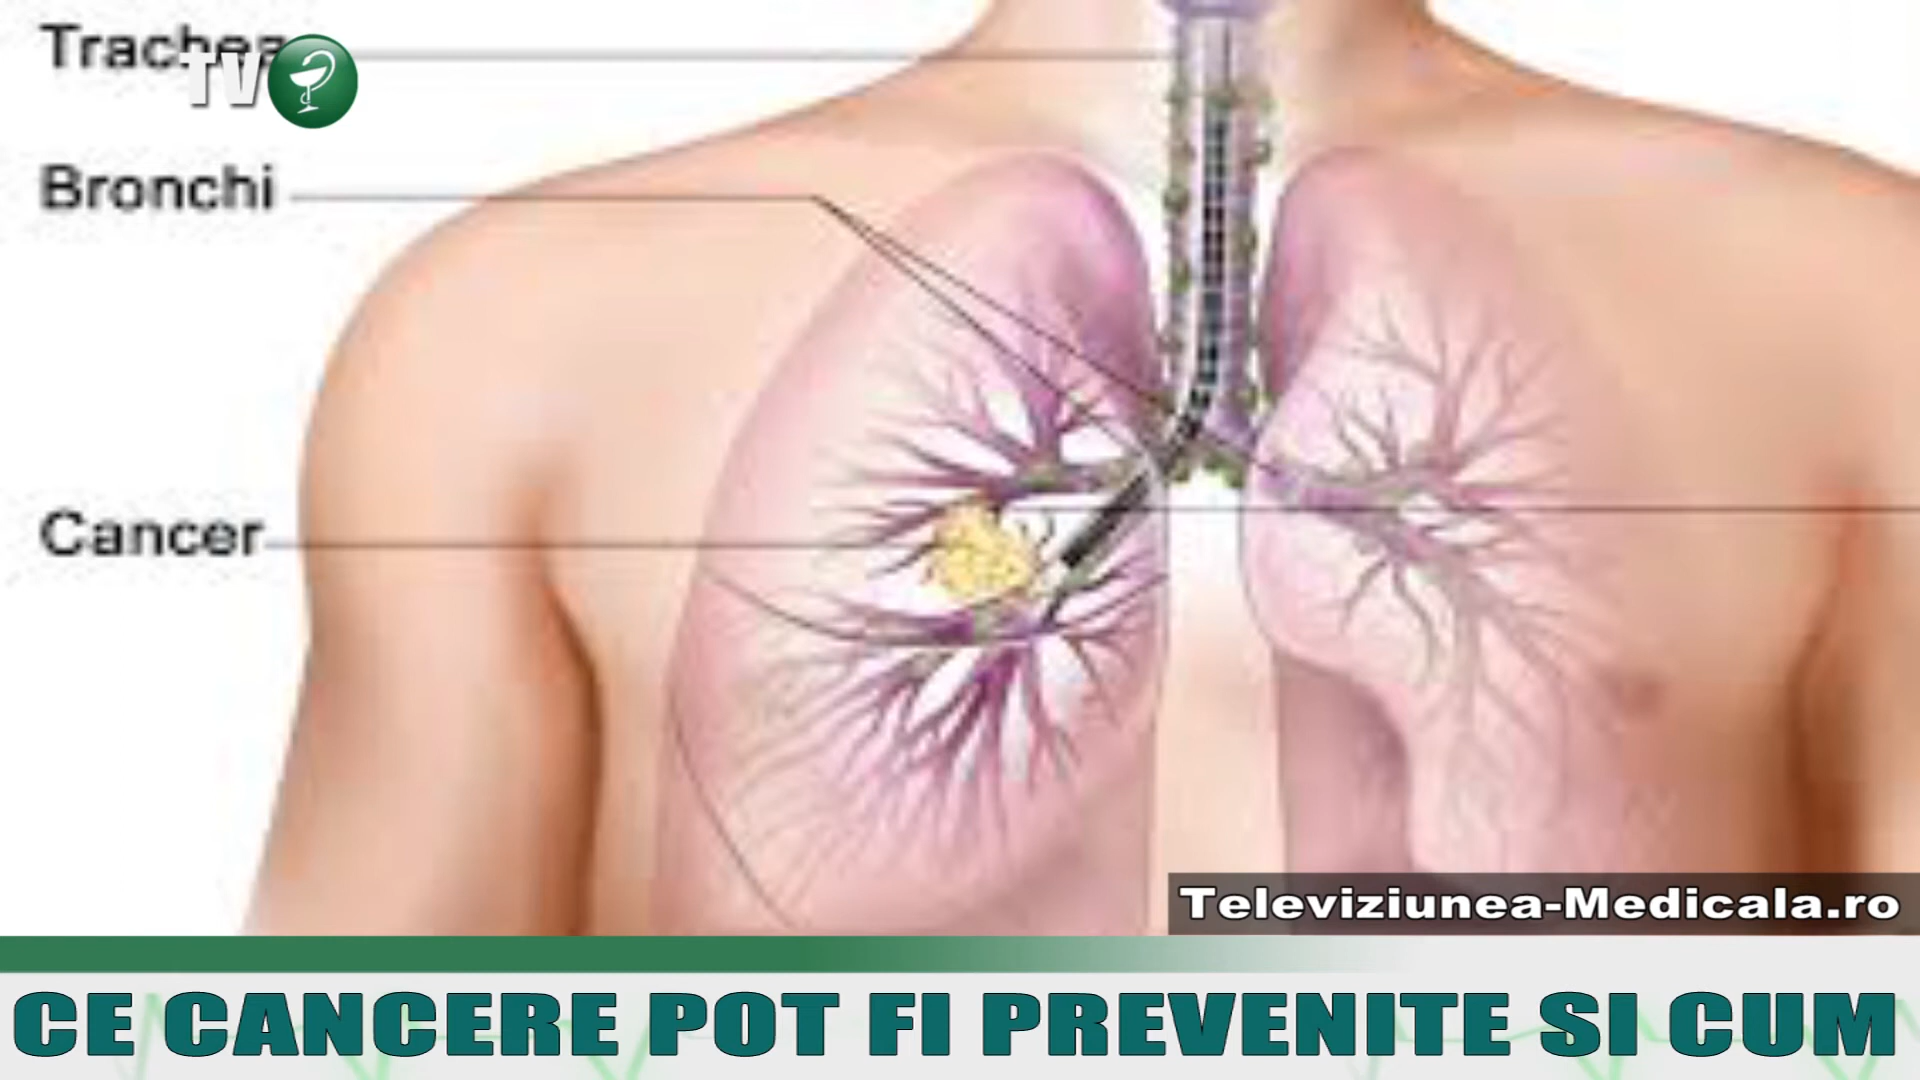 Trachea
TV
Bronchi
Cancer
Televiziunea-Medicala.ro
CE CANCERE POT FI PREVENITE SI CUM